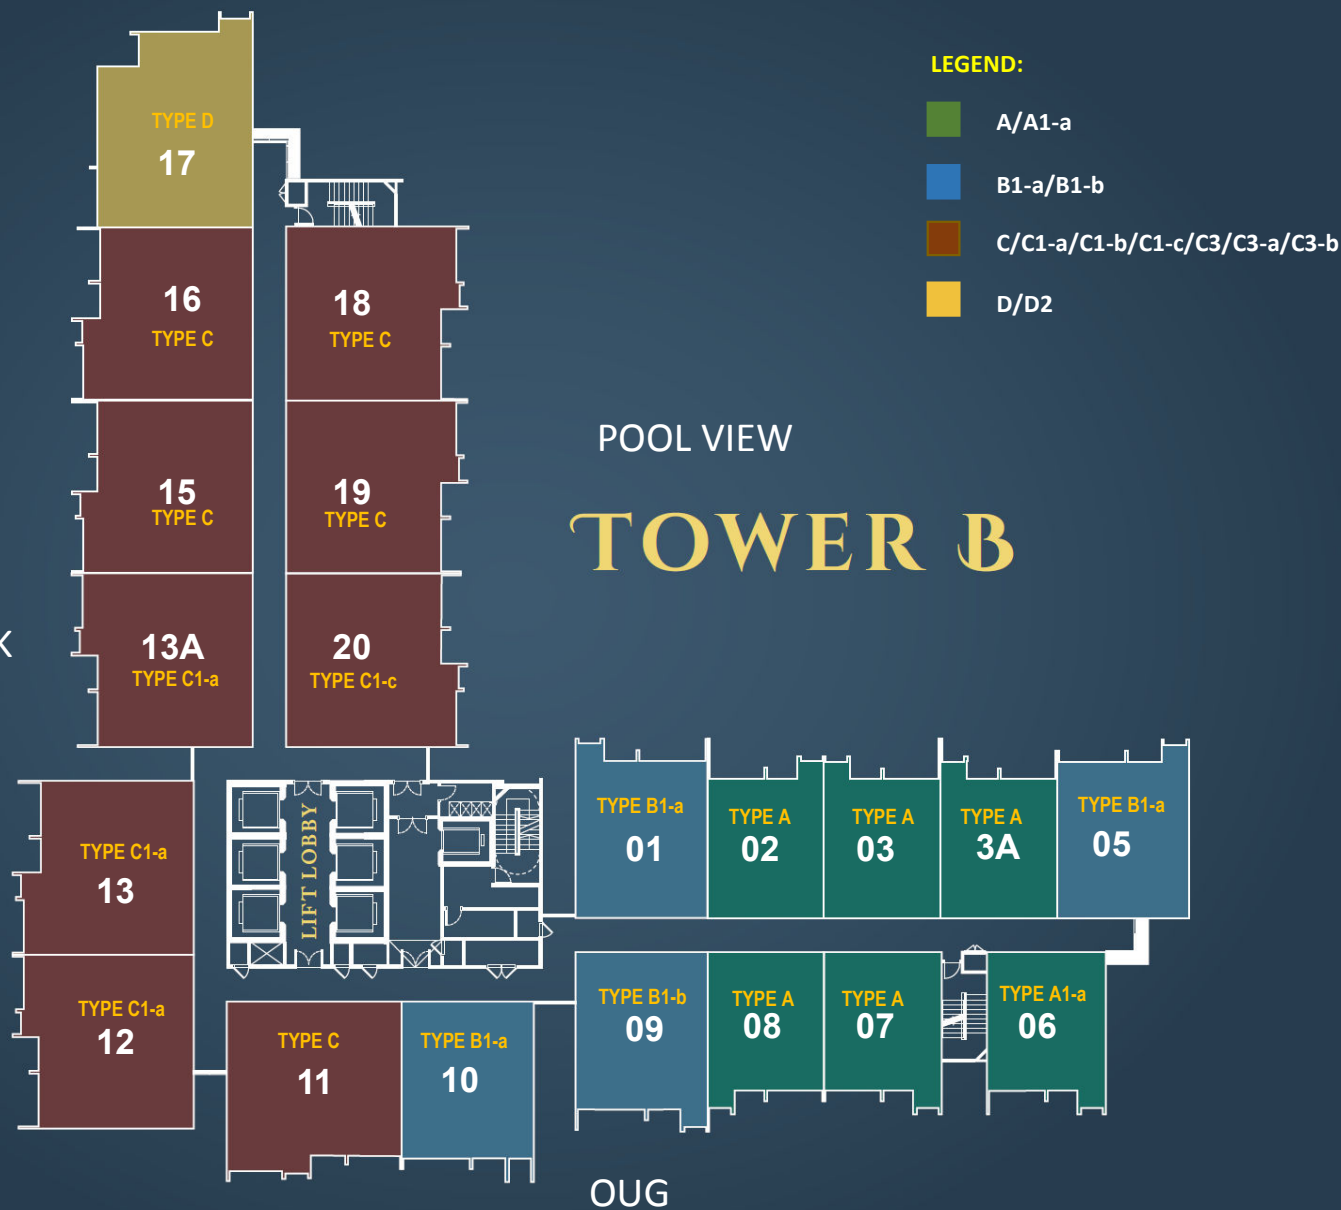 LEGEND:
A/A1-a
B1-a/B1-b
C/C1-a/C1-b/C1-c/C3/C3-a/C3-b
D/D2
TYPE D
17
16
TYPE C
18
TYPE C
15
TYPE C
19
TYPE C
POOL VIEW
TOWER B
13A
TYPE C1-a
20
TYPE C1-c
K
TYPE C1-a
13
LIFT LOBBY
TYPE B1-a
01
TYPE A
02
TYPE A
03
TYPE A
3A
TYPE B1-a
05
TYPE C1-a
12
TYPE C
11
TYPE B1-a
10
TYPE B1-b
09
TYPE A
08
TYPE A
07
TYPE A1-a
06
OUG